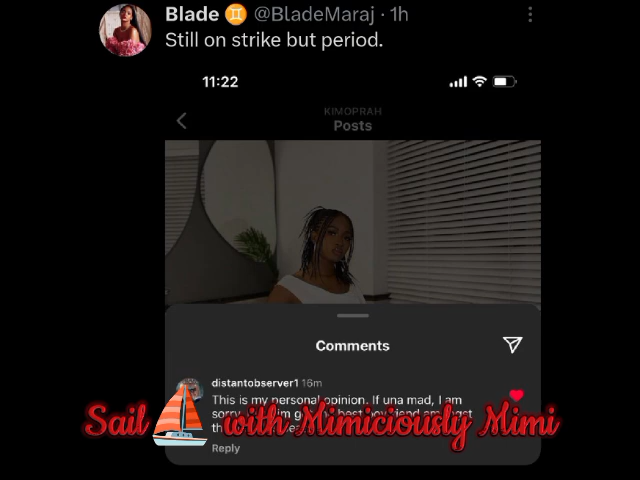 Blade ♊ @BladeMaraj · 1h
Still on strike but period.
11:22
KIMOPRAH
Posts
Comments
distantobserver1 16m
This is my personal opinion. If una mad, I am
Sail with Mimiciously Mimi
Reply